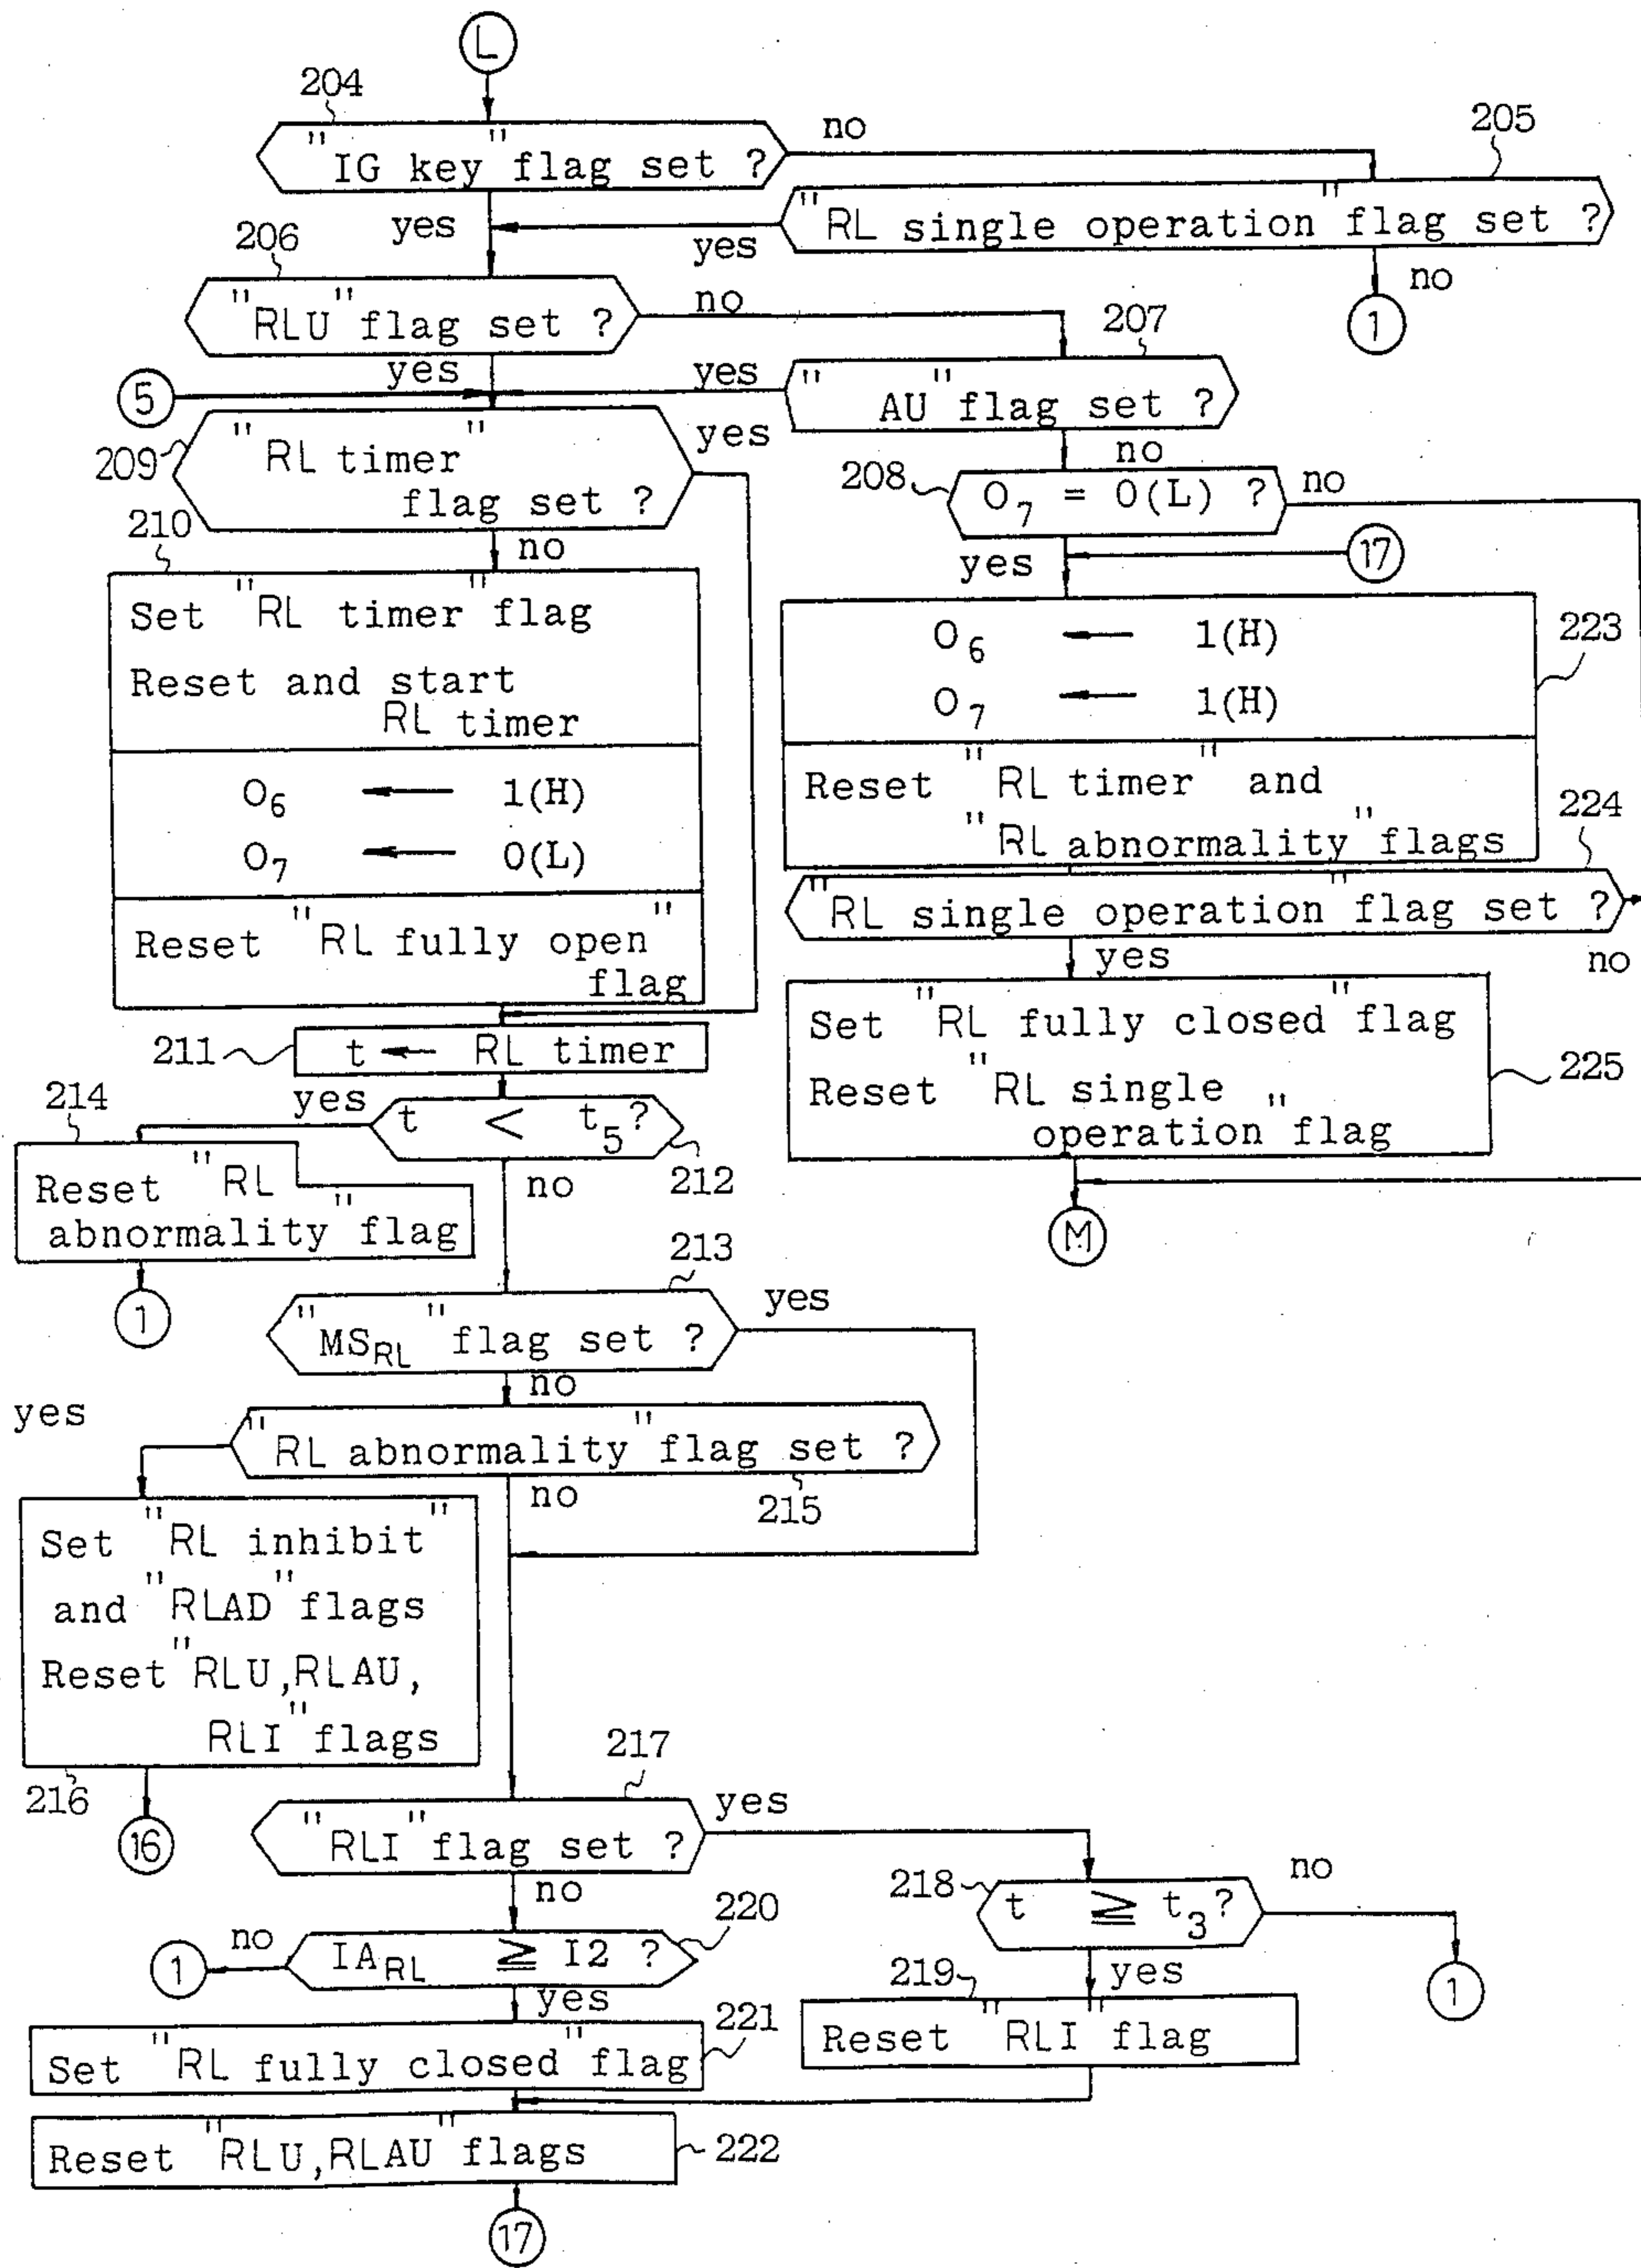 L
204
"IG key" flag set ?
no
205
"RL single operation" flag set ?
yes
yes
no
1
206
"RLU" flag set ?
no
207
yes
5
yes
"AU" flag set ?
no
209
"RL timer"
flag set ?
yes
no
208
O7 = 0(L) ?
no
yes
17
210
Set "RL timer" flag
Reset and start
RL timer
O6 ← 1(H)
O7 ← 0(L)
Reset "RL fully open"
flag
223
O6 ← 1(H)
O7 ← 1(H)
Reset "RL timer" and
"RL abnormality" flags
224
"RL single operation" flag set ?
yes
no
Set "RL fully closed" flag
Reset "RL single
operation" flag
225
M
211
t ← RL timer
yes
t < t5?
212
no
214
Reset "RL
abnormality" flag
1
213
"MSRL" flag set ?
yes
no
yes
"RL abnormality" flag set ?
no
215
Set "RL inhibit"
and "RLAD" flags
Reset "RLU,RLAU,
RLI" flags
216
16
217
"RLI" flag set ?
yes
no
218
t ≧ t3?
no
1
yes
219
Reset "RLI" flag
220
IARL ≧ I2 ?
no
1
yes
221
Set "RL fully closed" flag
Reset "RLU,RLAU" flags
222
17